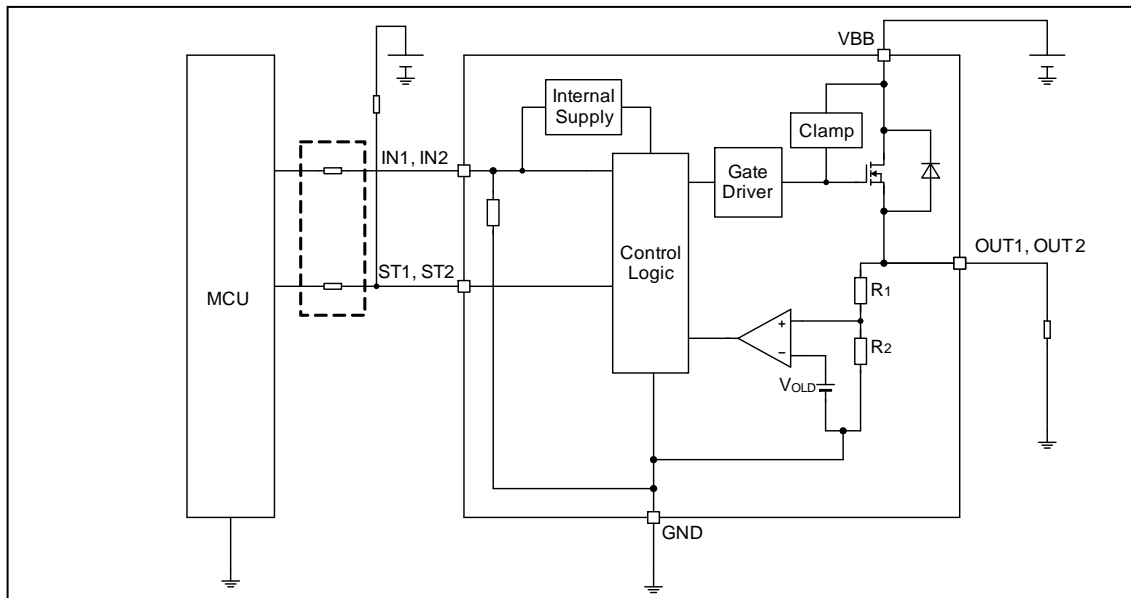 VBB
Internal
Supply
Clamp
IN1, IN2
Gate
Driver
Control
Logic
OUT1, OUT2
ST1, ST2
MCU
R1
+
R2
−
VOLD
GND